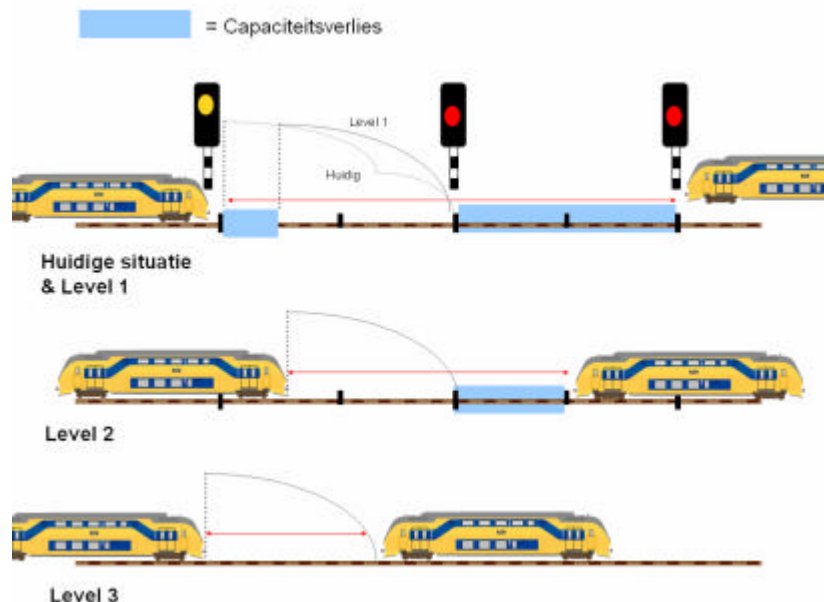 = Capaciteitsverlies
Level 1
Huidig
Huidige situatie
& Level 1
Level 2
Level 3